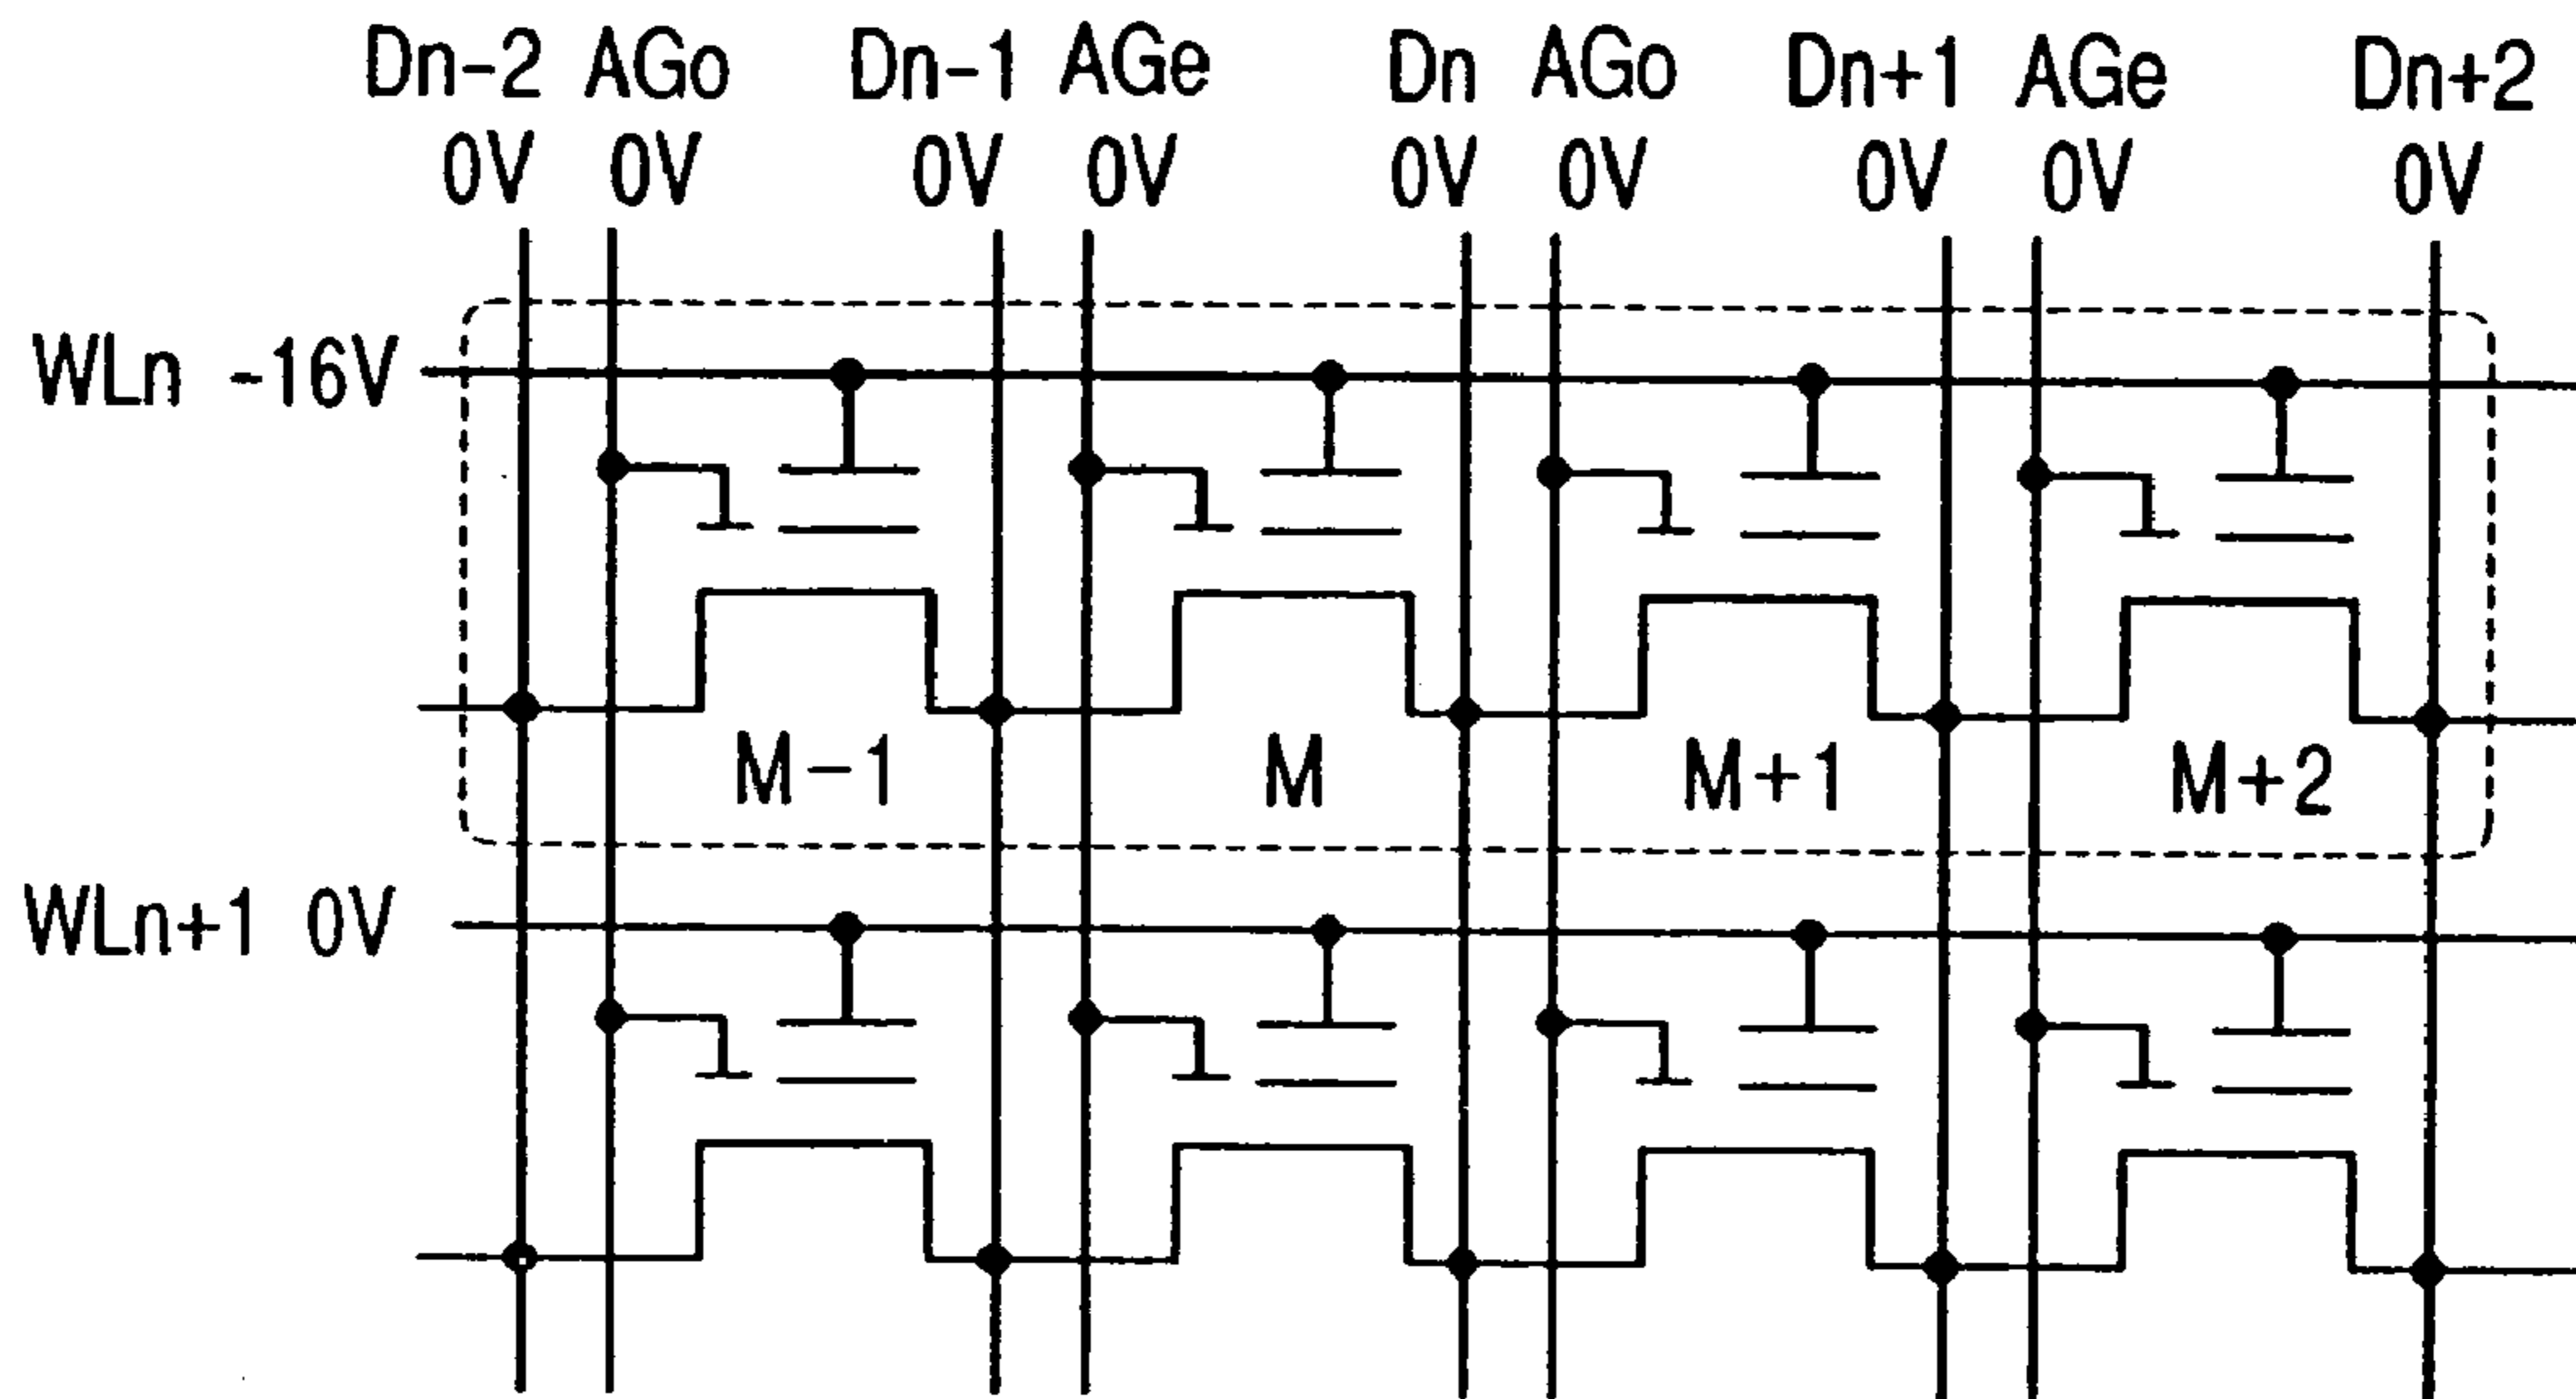 Dn-2 AGo Dn-1 AGe Dn AGo Dn+1 AGe Dn+2
0V 0V 0V 0V 0V 0V 0V 0V 0V
WLn -16V
M-1 M M+1 M+2
WLn+1 0V